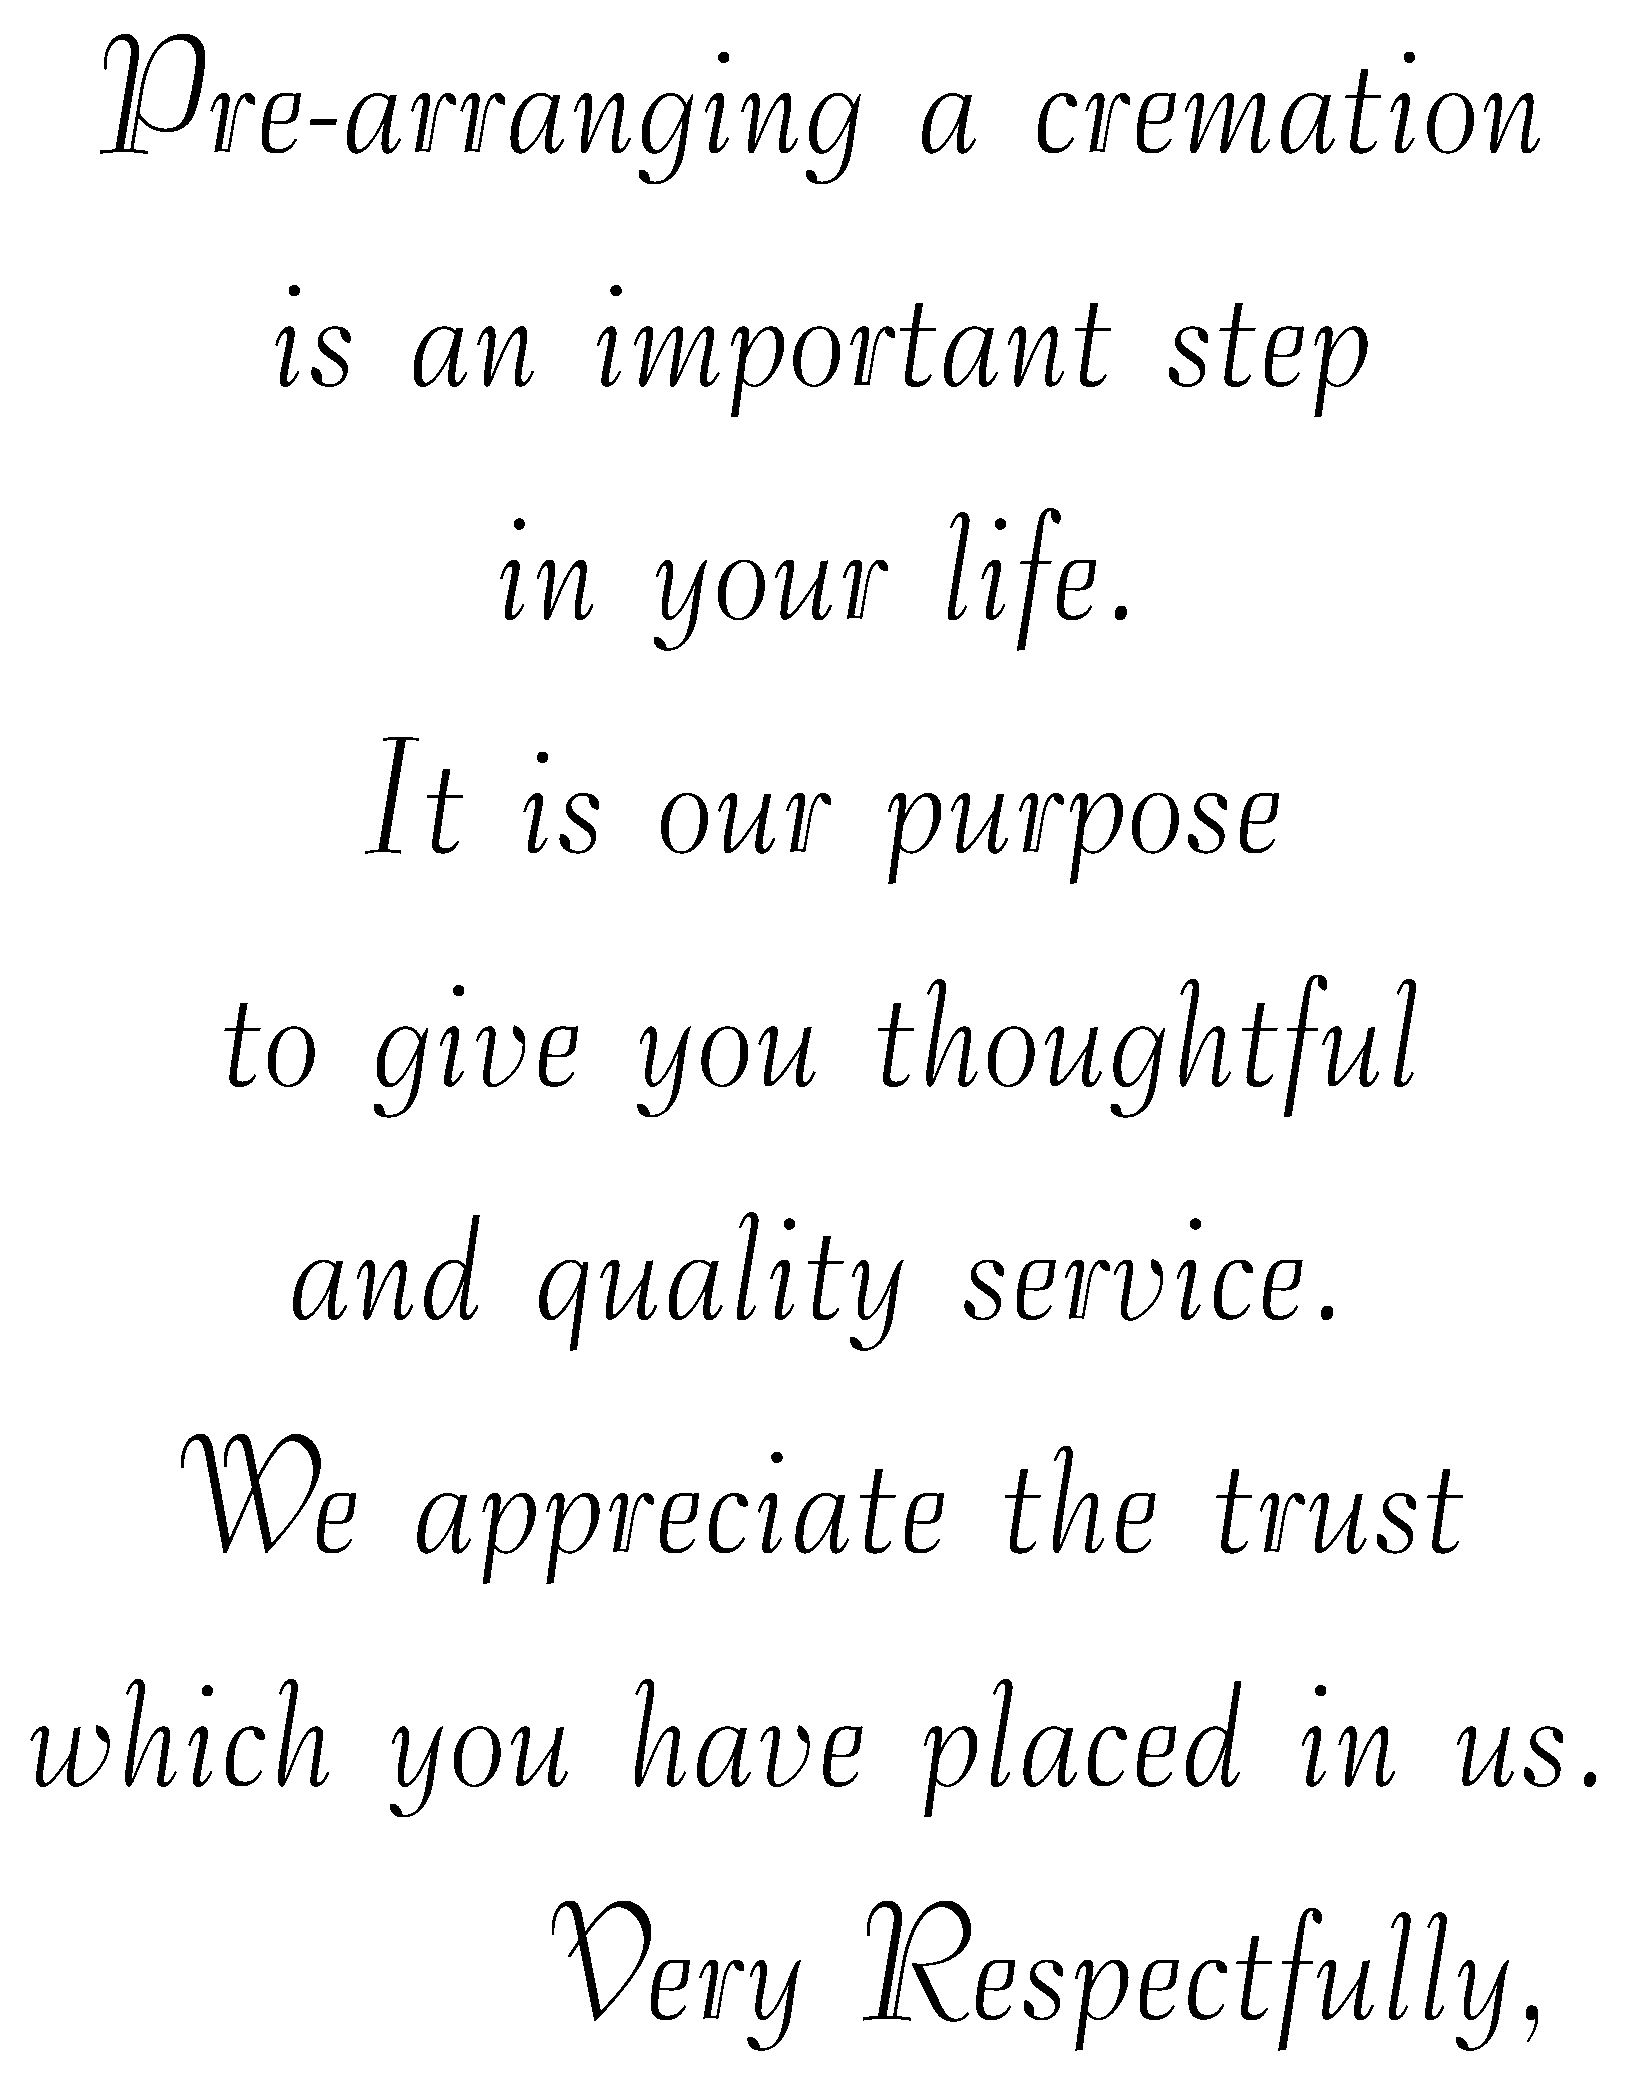 Pre-arranging a cremation
is an important step
in your life.
It is our purpose
to give you thoughtful
and quality service.
We appreciate the trust
which you have placed in us.
Very Respectfully,